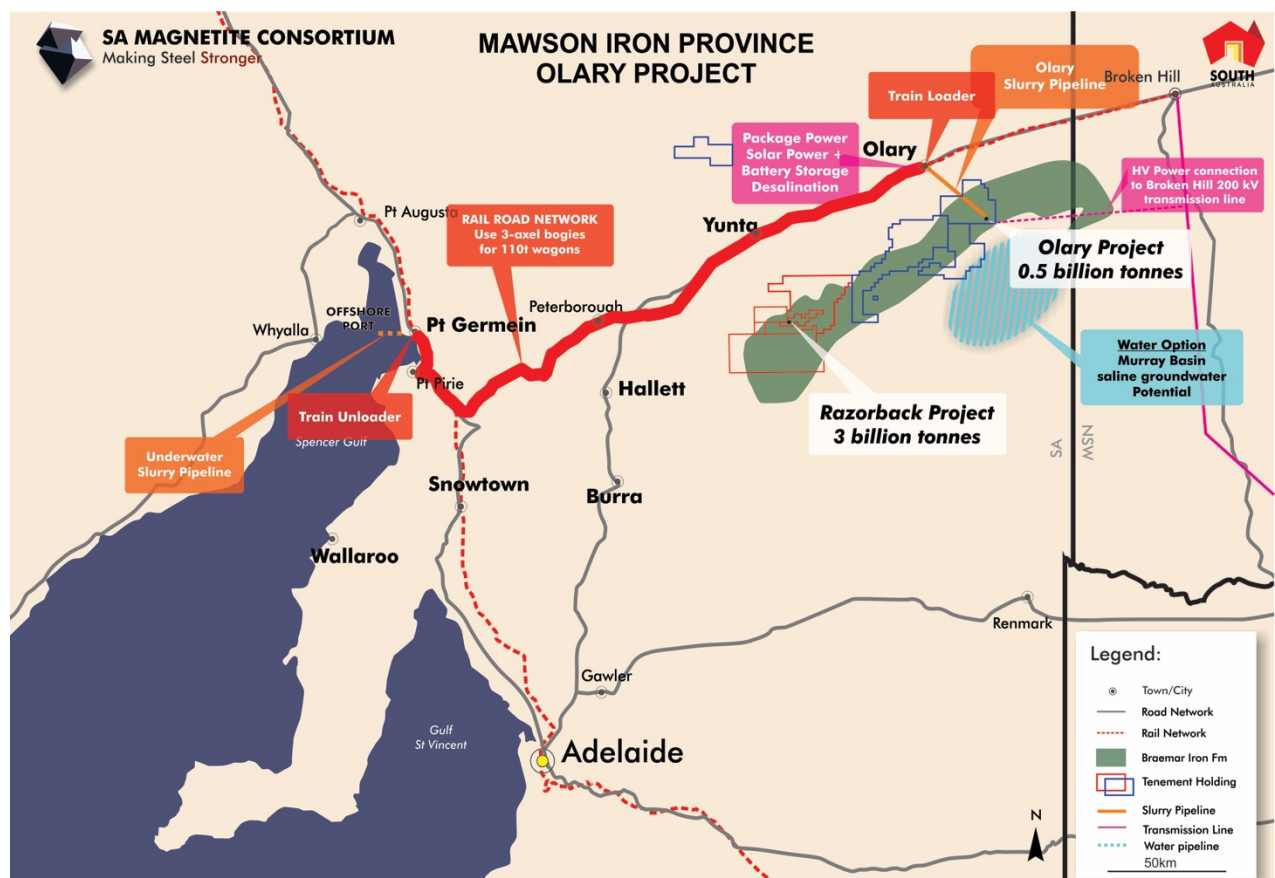 SA MAGNETITE CONSORTIUM
Making Steel Stronger
MAWSON IRON PROVINCE
OLARY PROJECT
SOUTH
AUSTRALIA
Olary
Slurry Pipeline
Broken Hill
Train Loader
Package Power
Solar Power +
Battery Storage
Desalination
Olary
HV Power connection
to Broken Hill 200 kV
transmission line
Pt Augusta
RAIL ROAD NETWORK
Use 3-axel bogies
for 110t wagons
Yunta
Olary Project
0.5 billion tonnes
Peterborough
OFFSHORE
PORT
Whyalla
Pt Germein
Pt Pirie
Water Option
Murray Basin
saline groundwater
Potential
Hallett
Train Unloader
Razorback Project
3 billion tonnes
Spencer Gulf
Underwater
Slurry Pipeline
SA
NSW
Snowtown
Burra
Wallaroo
Renmark
Gawler
Gulf
St Vincent
Adelaide
Legend:
Town/City
Road Network
Rail Network
Braemar Iron Fm
Tenement Holding
Slurry Pipeline
Transmission Line
Water pipeline
50km
N